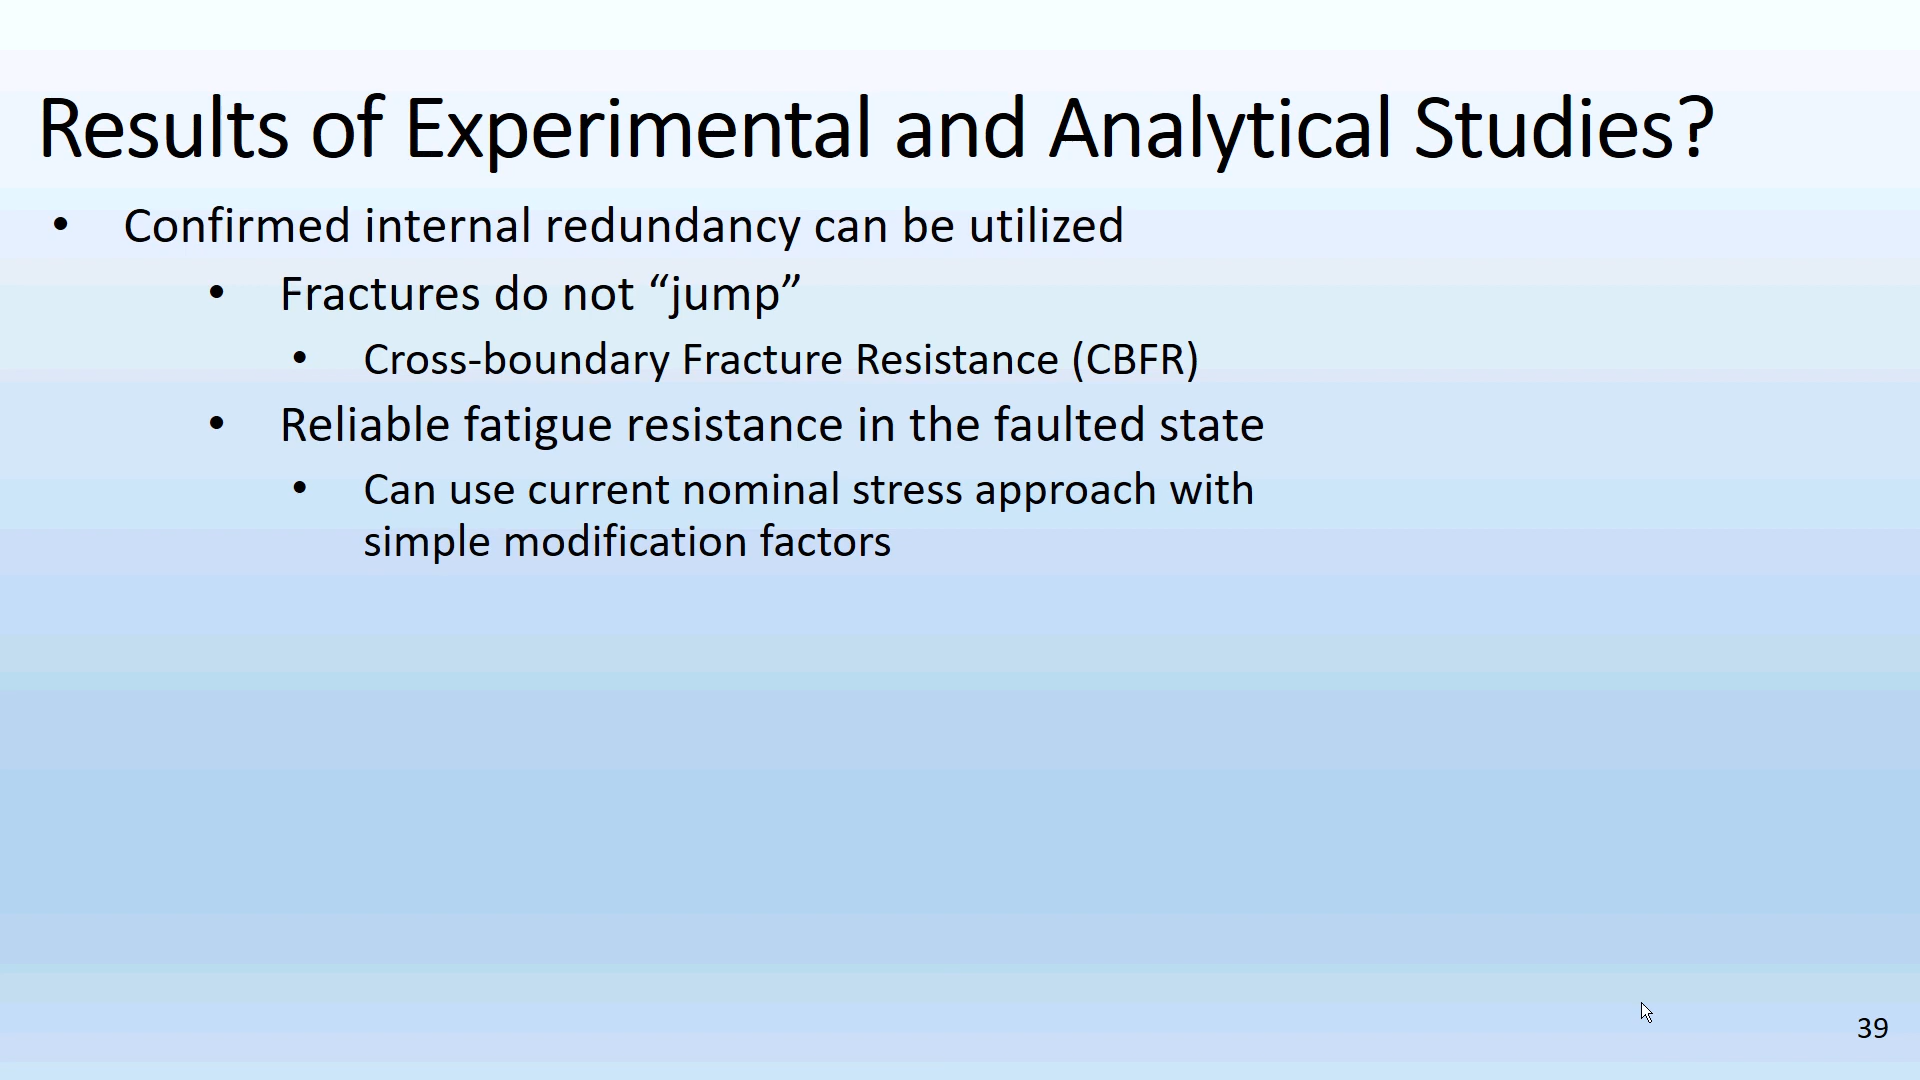 Results of Experimental and Analytical Studies?
• Confirmed internal redundancy can be utilized
• Fractures do not “jump”
• Cross-boundary Fracture Resistance (CBFR)
• Reliable fatigue resistance in the faulted state
• Can use current nominal stress approach with
simple modification factors
39